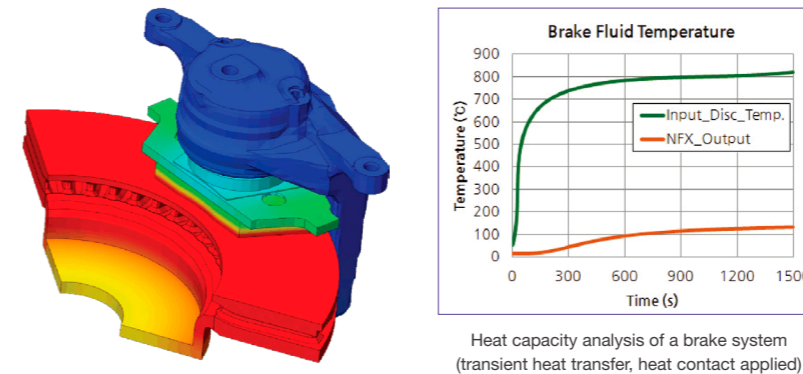 Brake Fluid Temperature
900
800
700
600
500
400
300
200
100
0
Temperature (℃)
Input_Disc_Temp.
NFX_Output
0 300 600 900 1200 1500
Time (s)
Heat capacity analysis of a brake system
(transient heat transfer, heat contact applied)